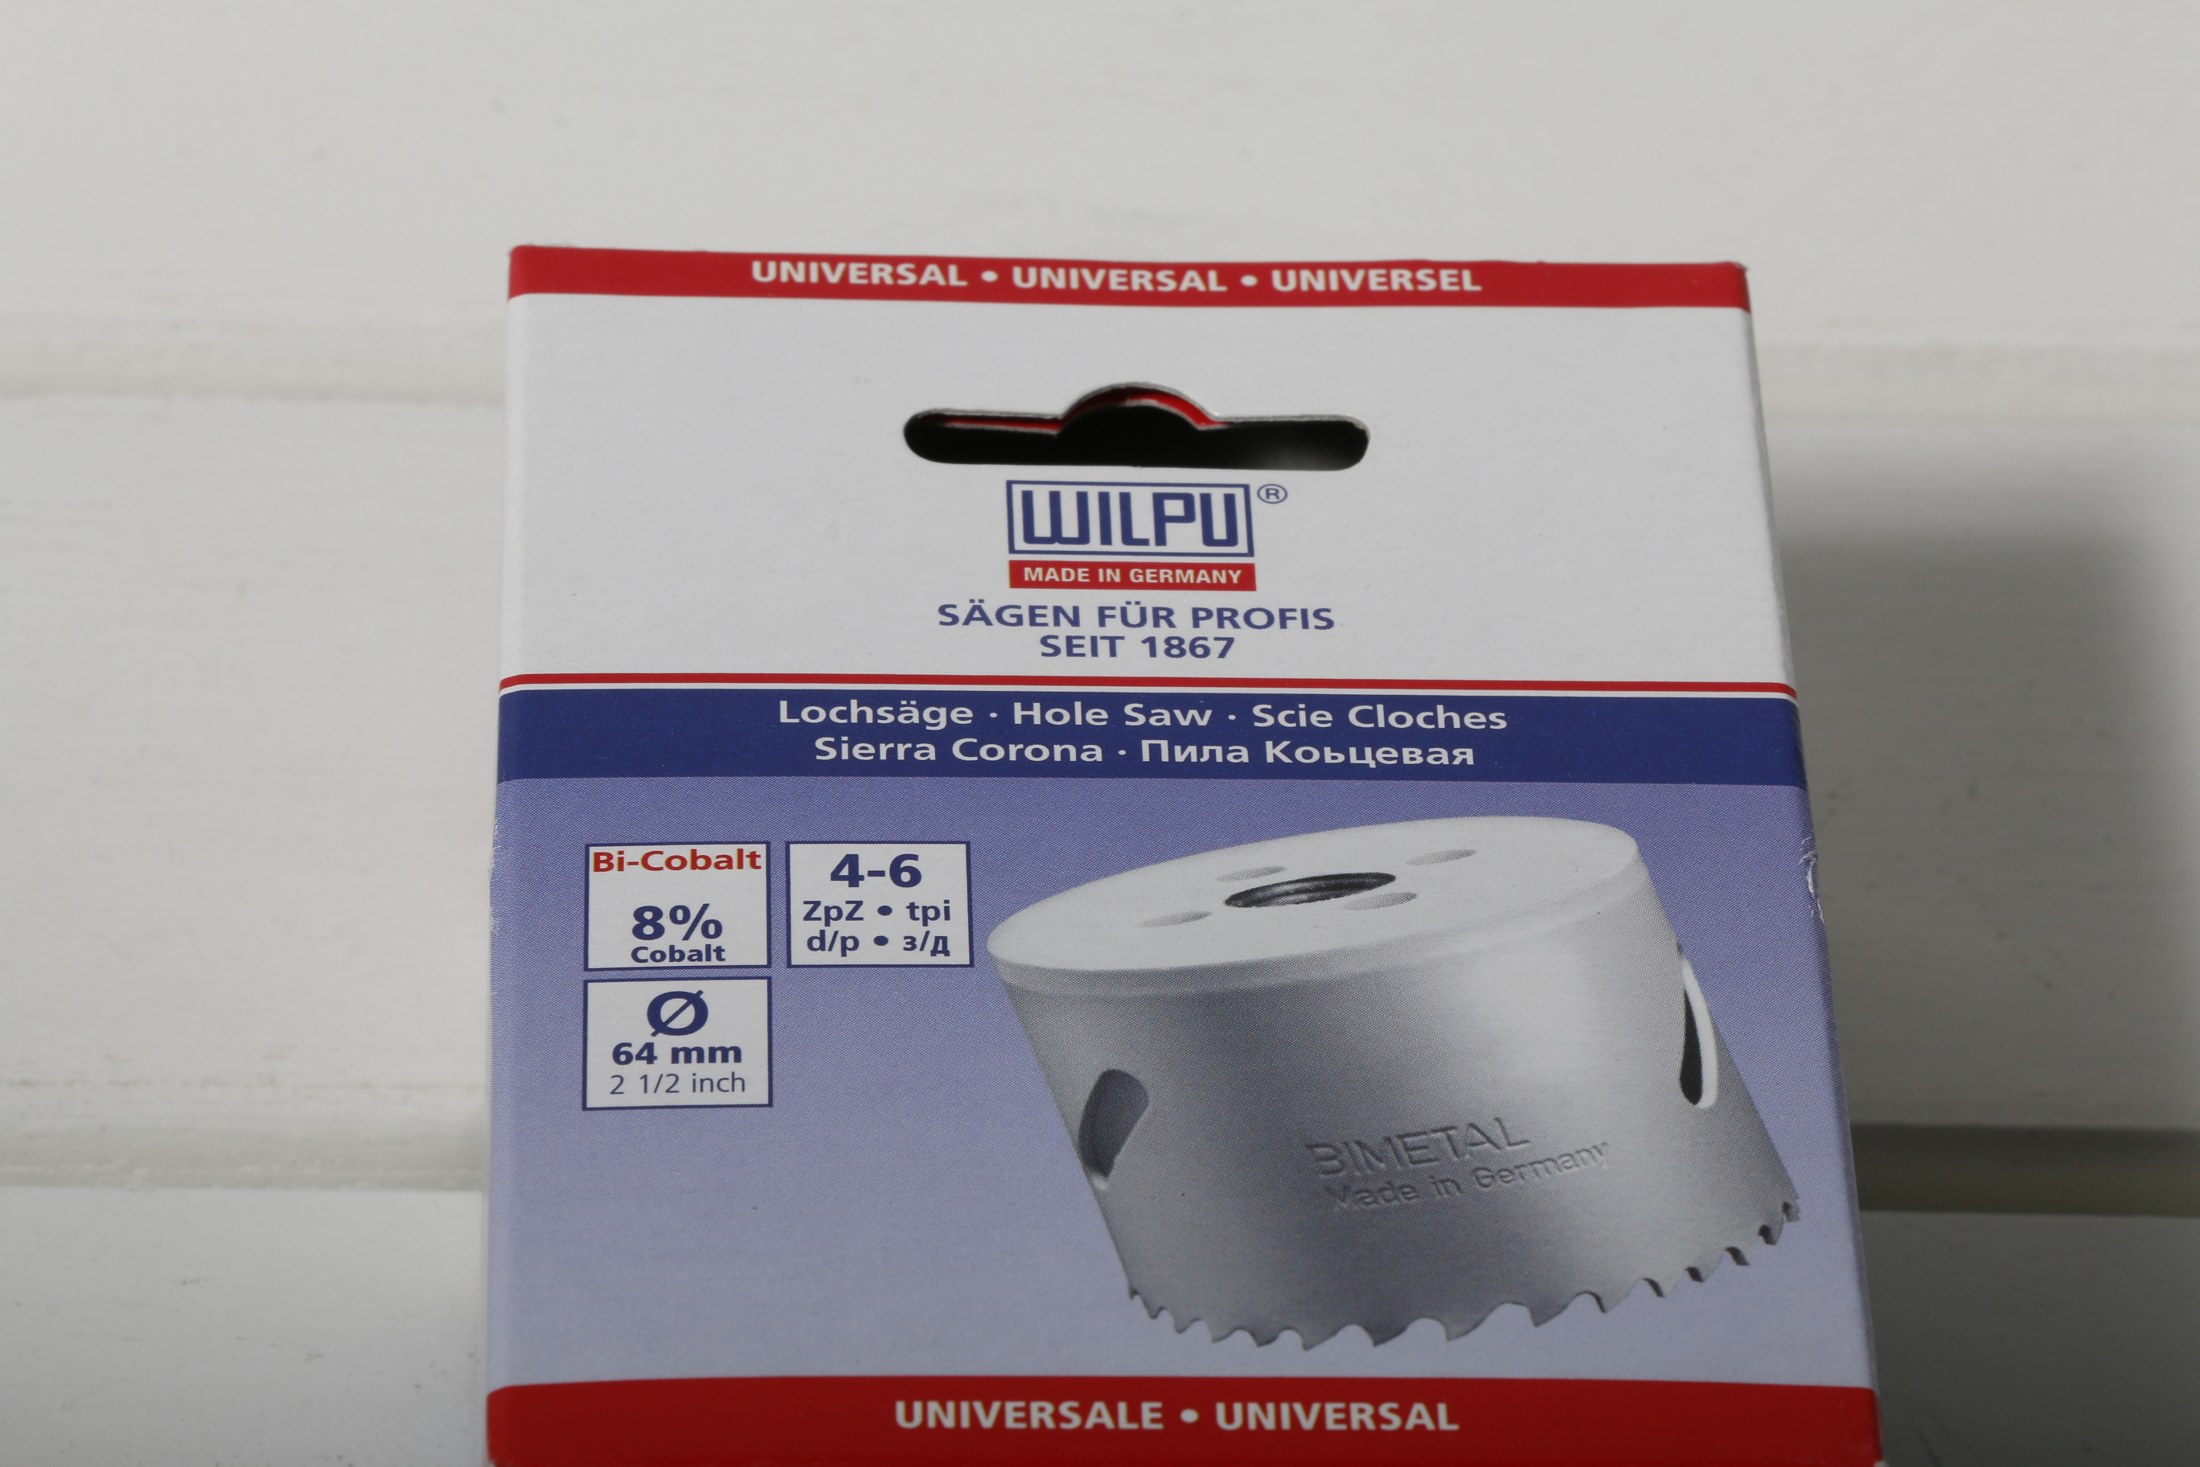 UNIVERSAL • UNIVERSAL • UNIVERSEL
WILPU®
MADE IN GERMANY
SÄGEN FÜR PROFIS
SEIT 1867
Lochsäge · Hole Saw · Scie Cloches
Sierra Corona · Пила Коьцевая
Bi-Cobalt
8%
Cobalt
4-6
ZpZ • tpi
d/p • з/д
Ø
64 mm
2 1/2 inch
BIMETAL
Made in Germany
UNIVERSALE • UNIVERSAL